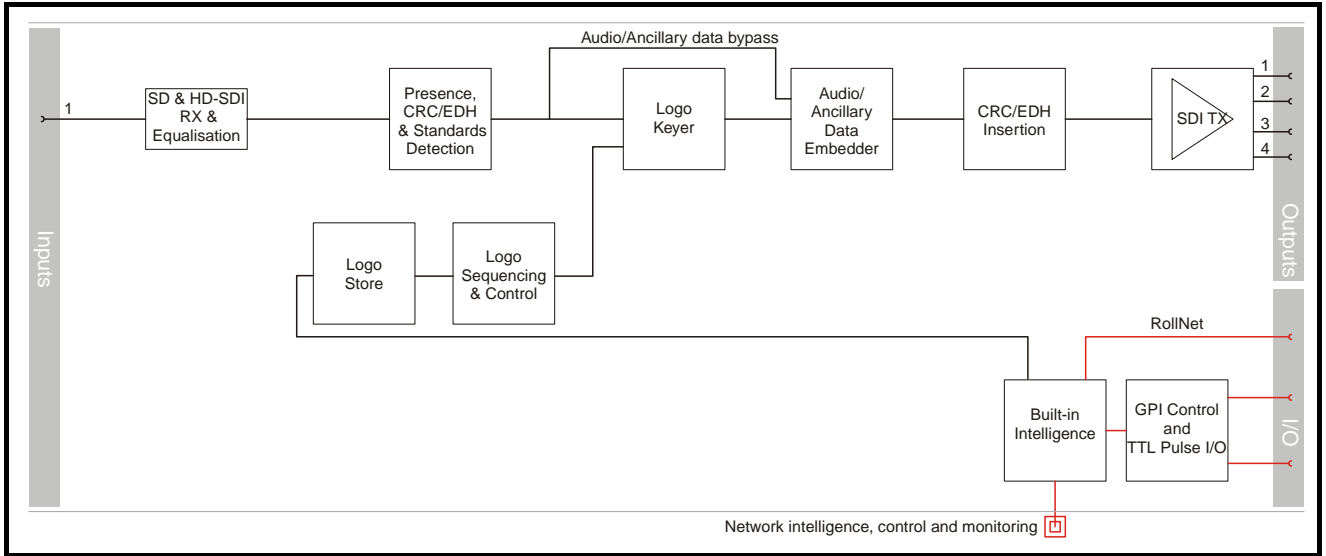 Audio/Ancillary data bypass
1
SD & HD-SDI
RX &
Equalisation
Presence,
CRC/EDH
& Standards
Detection
Logo
Keyer
Audio/
Ancillary
Data
Embedder
CRC/EDH
Insertion
SDI TX
1
2
3
4
Inputs
Outputs
Logo
Store
Logo
Sequencing
& Control
RollNet
Built-in
Intelligence
GPI Control
and
TTL Pulse I/O
I/O
Network intelligence, control and monitoring